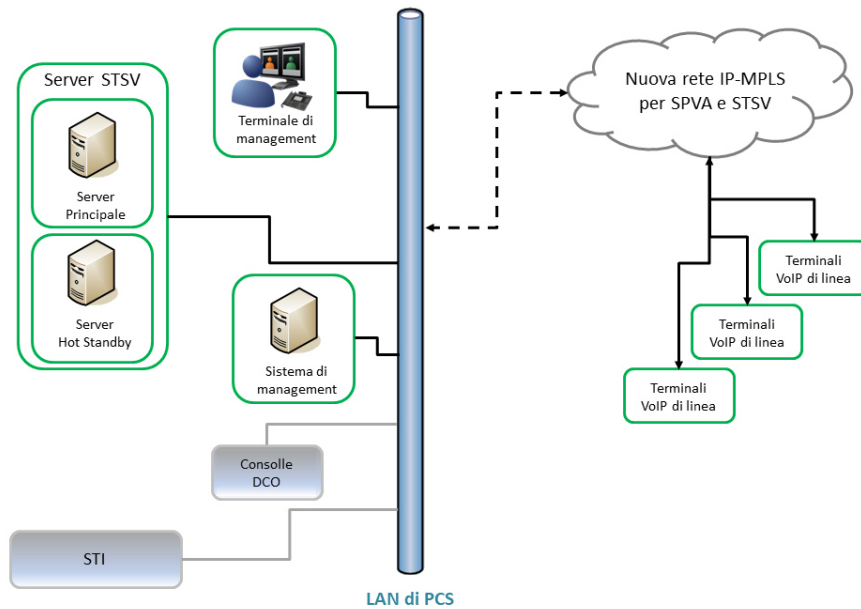 Server STSV
Server
Principale
Server
Hot Standby
Terminale di
management
Sistema di
management
Consolle
DCO
STI
LAN di PCS
Nuova rete IP-MPLS
per SPVA e STSV
Terminali
VoIP di linea
Terminali
VoIP di linea
Terminali
VoIP di linea